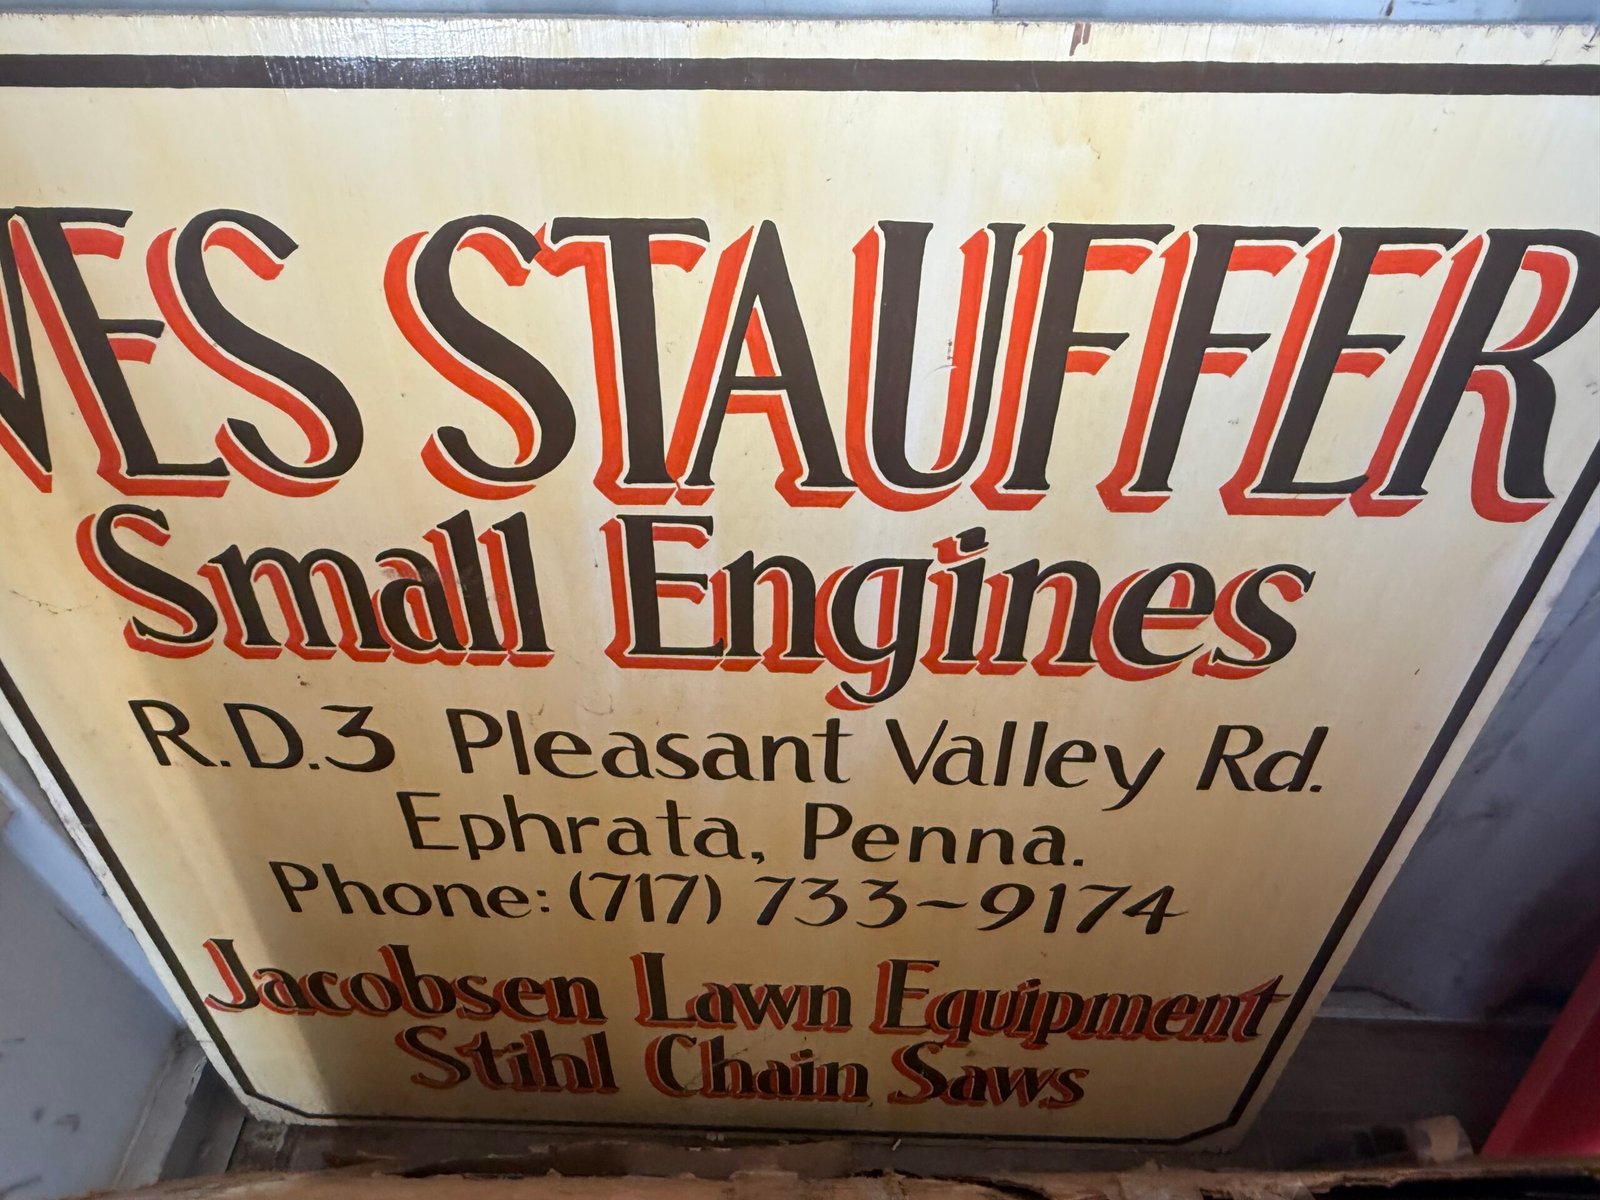 VES STAUFFER
Small Engines
R.D.3 Pleasant Valley Rd.
Ephrata, Penna.
Phone: (717) 733-9174
Jacobsen Lawn Equipment
Stihl Chain Saws